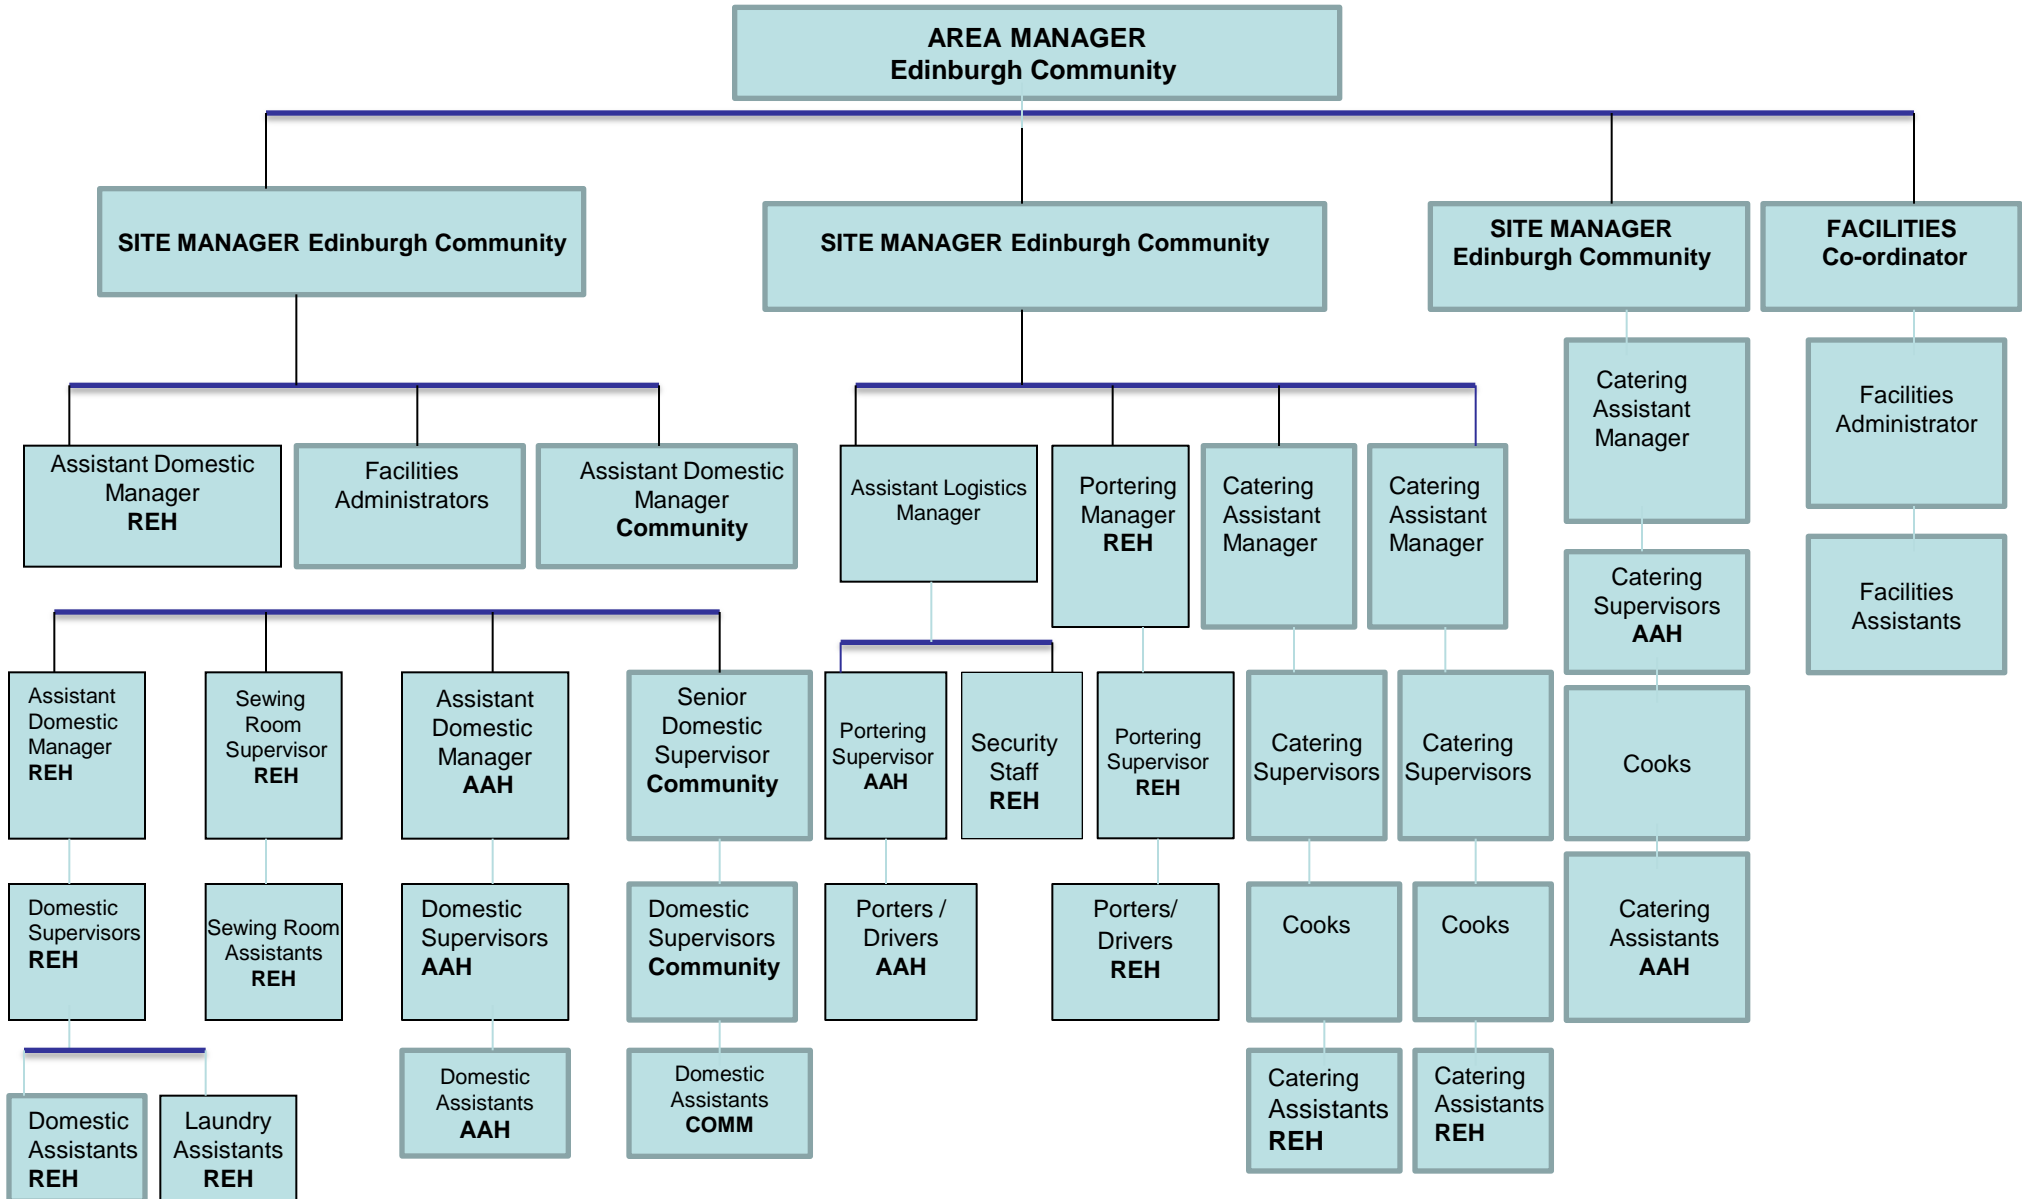 AREA MANAGER
Edinburgh Community
SITE MANAGER Edinburgh Community
SITE MANAGER Edinburgh Community
SITE MANAGER
Edinburgh Community
FACILITIES
Co-ordinator
Assistant Domestic
Manager
REH
Facilities
Administrators
Assistant Domestic
Manager
Community
Assistant Logistics
Manager
Portering
Manager
REH
Catering
Assistant
Manager
Catering
Assistant
Manager
Catering
Assistant
Manager
Facilities
Administrator
Catering
Supervisors
AAH
Facilities
Assistants
Assistant
Domestic
Manager
REH
Sewing
Room
Supervisor
REH
Assistant
Domestic
Manager
AAH
Senior
Domestic
Supervisor
Community
Portering
Supervisor
AAH
Security
Staff
REH
Portering
Supervisor
REH
Catering
Supervisors
Catering
Supervisors
Cooks
Domestic
Supervisors
REH
Sewing Room
Assistants
REH
Domestic
Supervisors
AAH
Domestic
Supervisors
Community
Porters /
Drivers
AAH
Porters/
Drivers
REH
Cooks
Cooks
Catering
Assistants
AAH
Domestic
Assistants
REH
Laundry
Assistants
REH
Domestic
Assistants
AAH
Domestic
Assistants
COMM
Catering
Assistants
REH
Catering
Assistants
REH